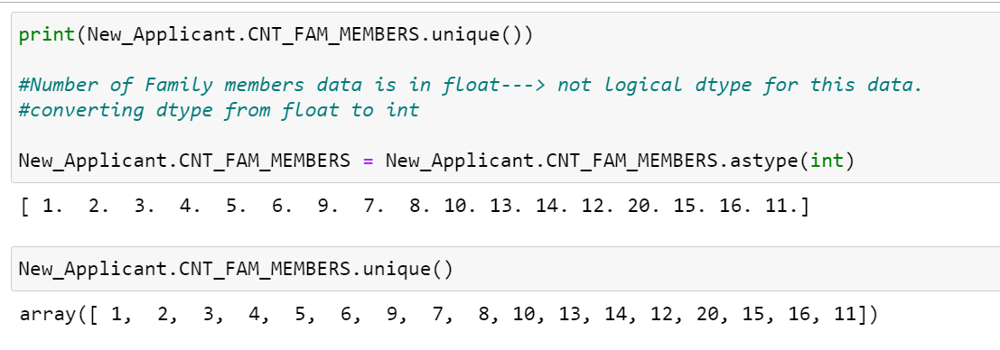 print(New_Applicant.CNT_FAM_MEMBERS.unique())
#Number of Family members data is in float---> not logical dtype for this data.
#converting dtype from float to int
New_Applicant.CNT_FAM_MEMBERS = New_Applicant.CNT_FAM_MEMBERS.astype(int)
[ 1.  2.  3.  4.  5.  6.  9.  7.  8. 10. 13. 14. 12. 20. 15. 16. 11.]
New_Applicant.CNT_FAM_MEMBERS.unique()
array([ 1,  2,  3,  4,  5,  6,  9,  7,  8, 10, 13, 14, 12, 20, 15, 16, 11])